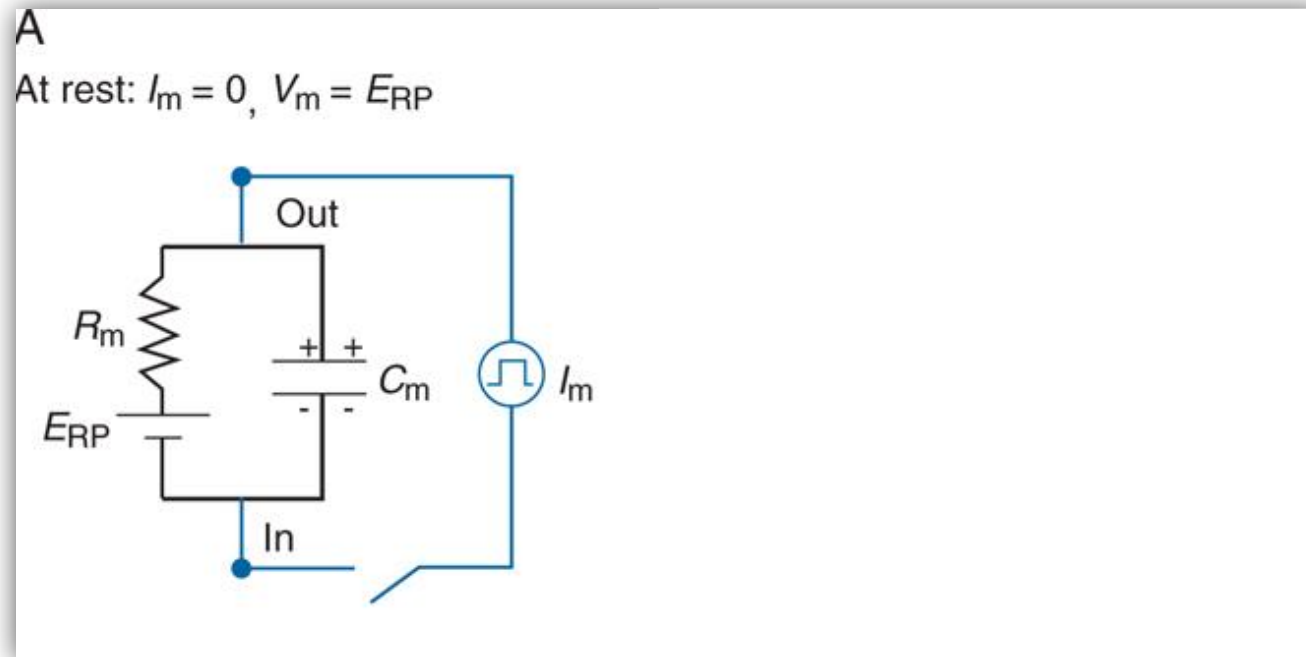 A
At rest: Im = 0, Vm = ERP
Out
Rm
+ +
Cm
Im
- -
ERP
In